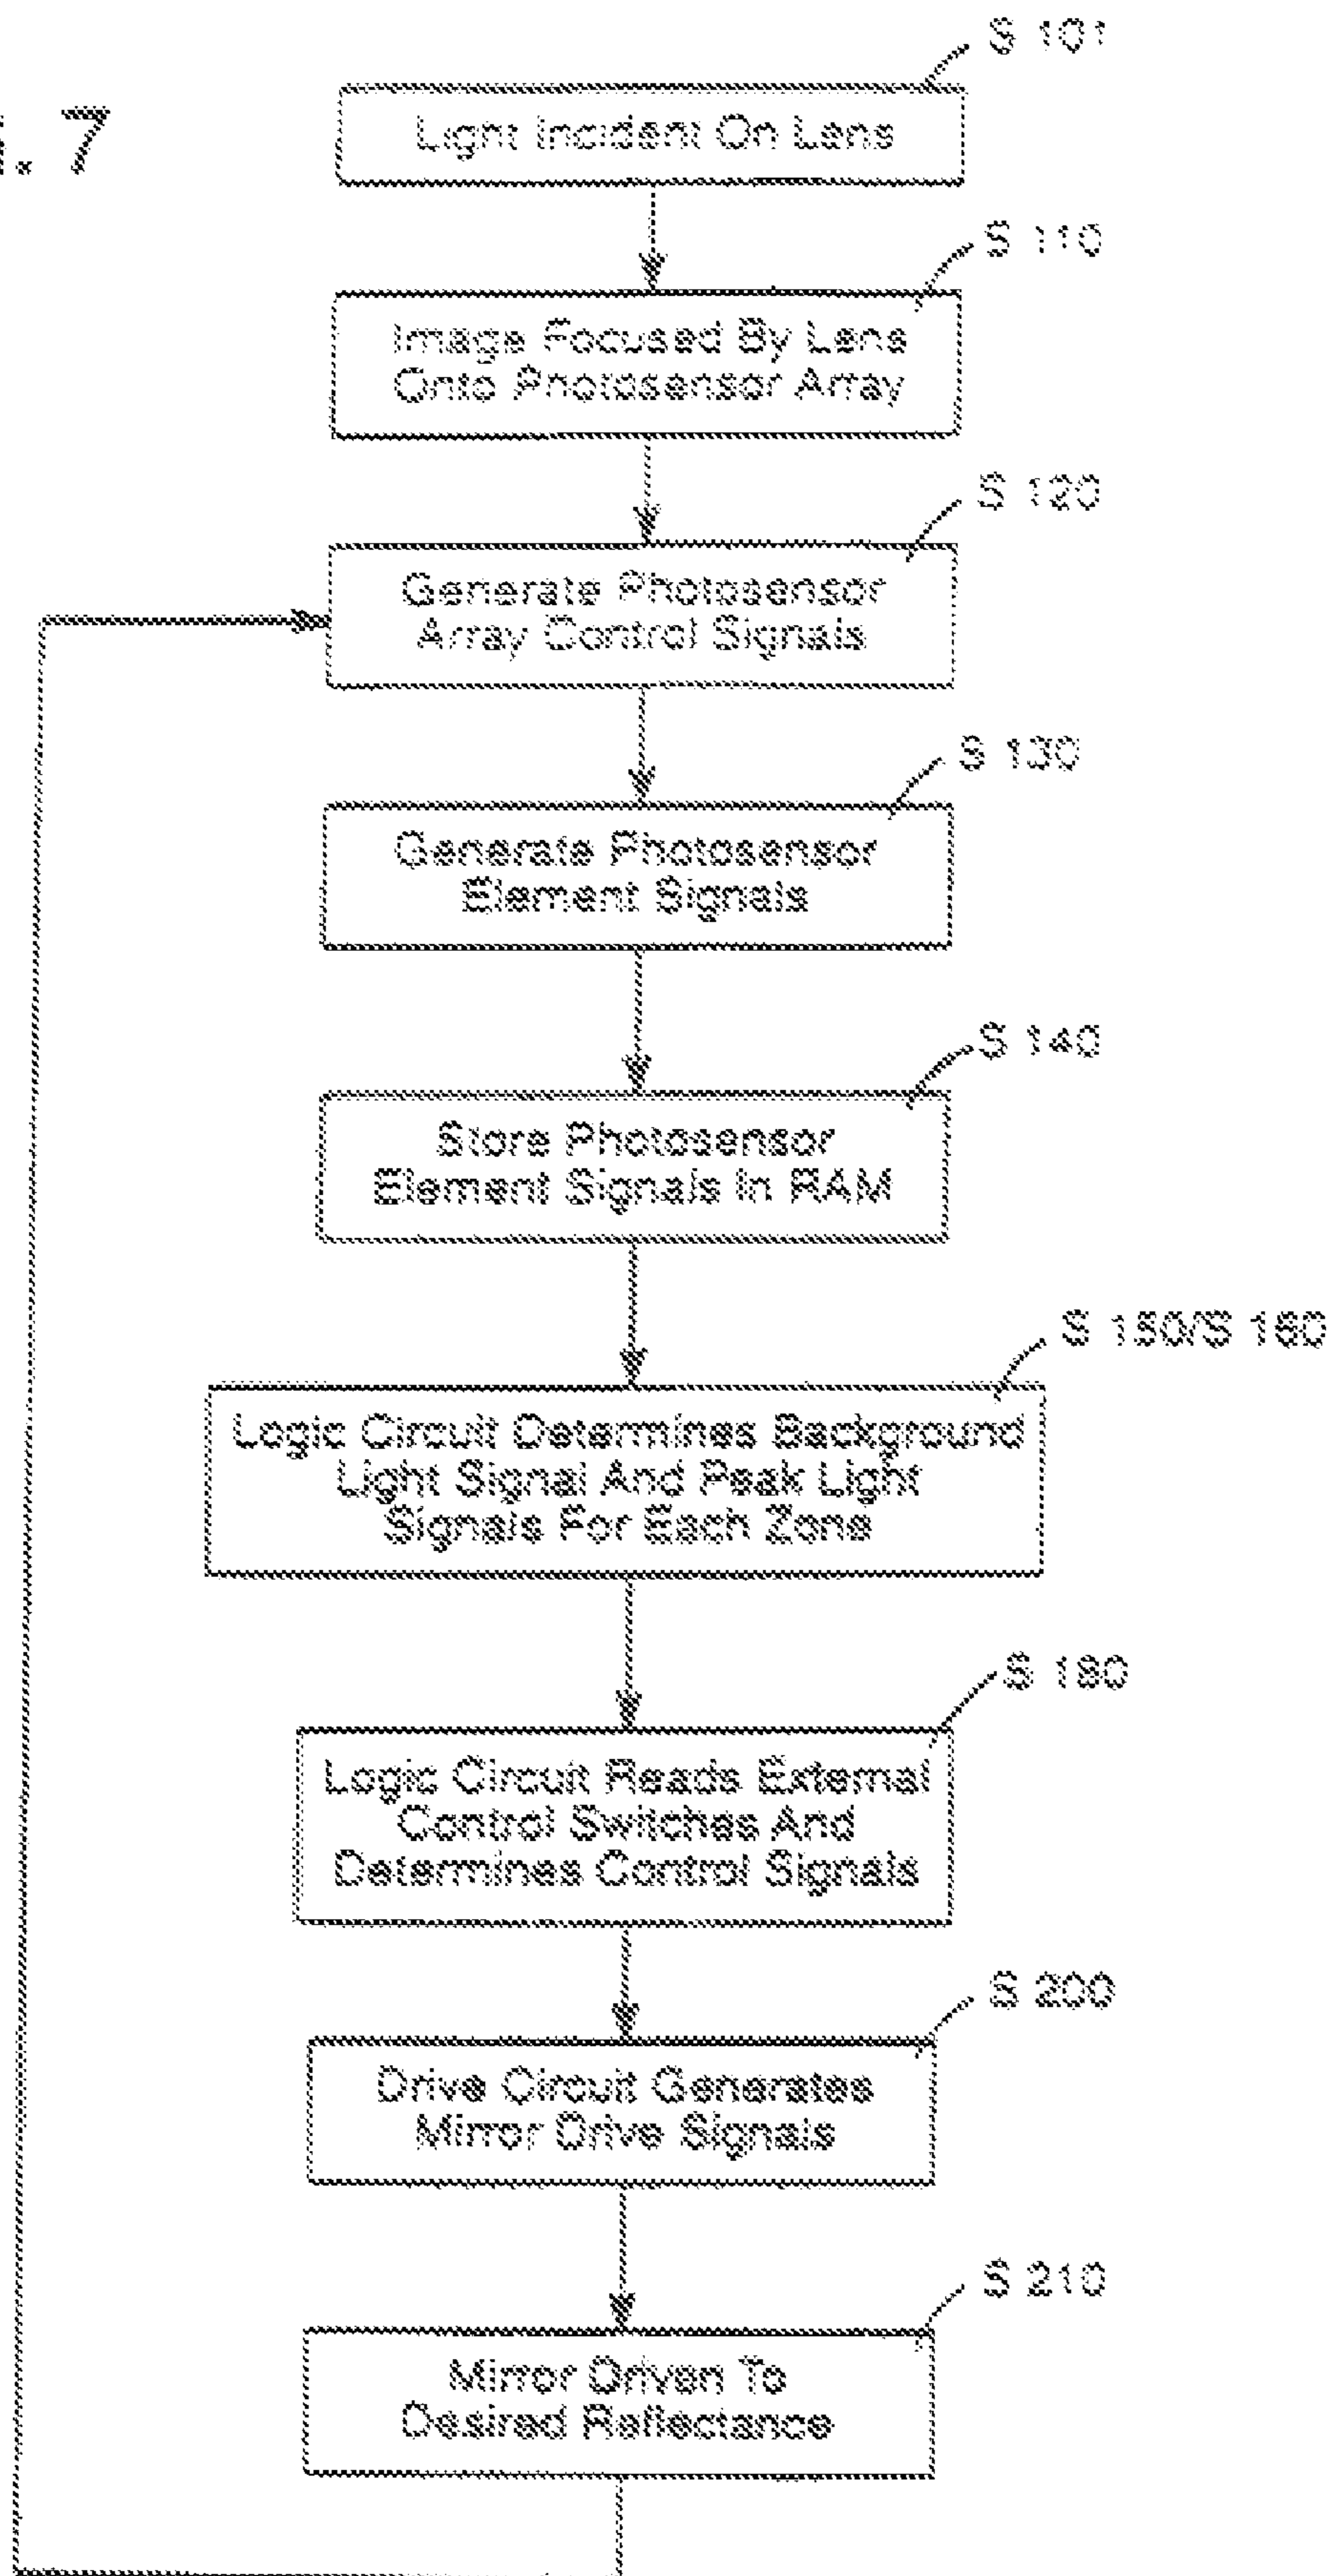 . 7
S 101
Light Incident On Lens
S 110
Image Focused By Lens
Onto Photosensor Array
S 120
Generate Photosensor
Array Control Signals
S 130
Generate Photosensor
Element Signals
S 140
Store Photosensor
Element Signals In RAM
S 150/S 160
Logic Circuit Determines Background
Light Signal And Peak Light
Signals For Each Zone
S 180
Logic Circuit Reads External
Control Switches And
Determines Control Signals
S 200
Drive Circuit Generates
Mirror Drive Signals
S 210
Mirror Driven To
Desired Reflectance